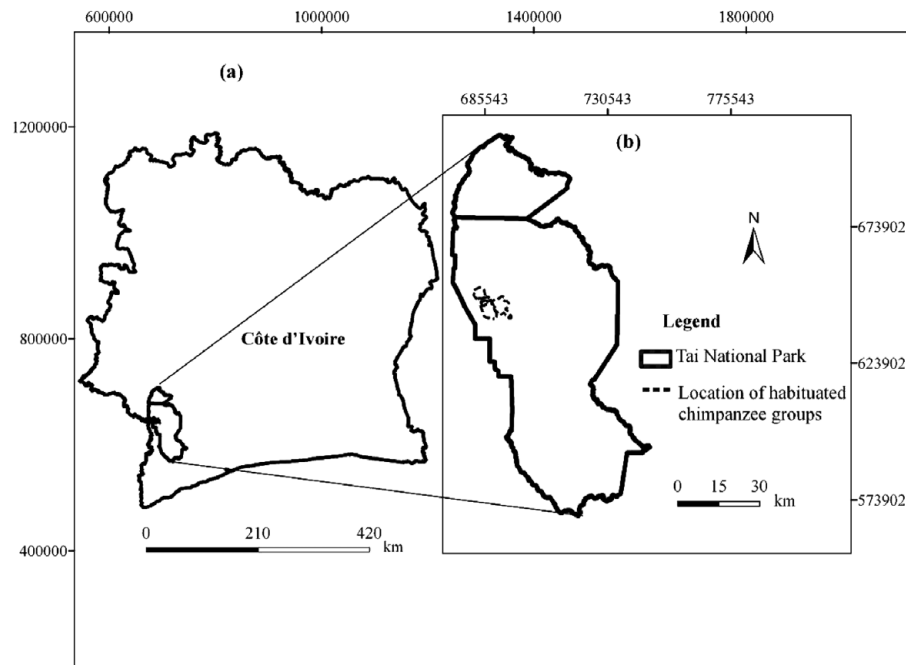 600000 1000000 1400000 1800000
(a)
685543 730543 775543
1200000
(b)
673902
N
Côte d'Ivoire
800000
Legend
Tai National Park
623902
Location of habituated
chimpanzee groups
0 15 30
km
573902
0 210 420
km
400000